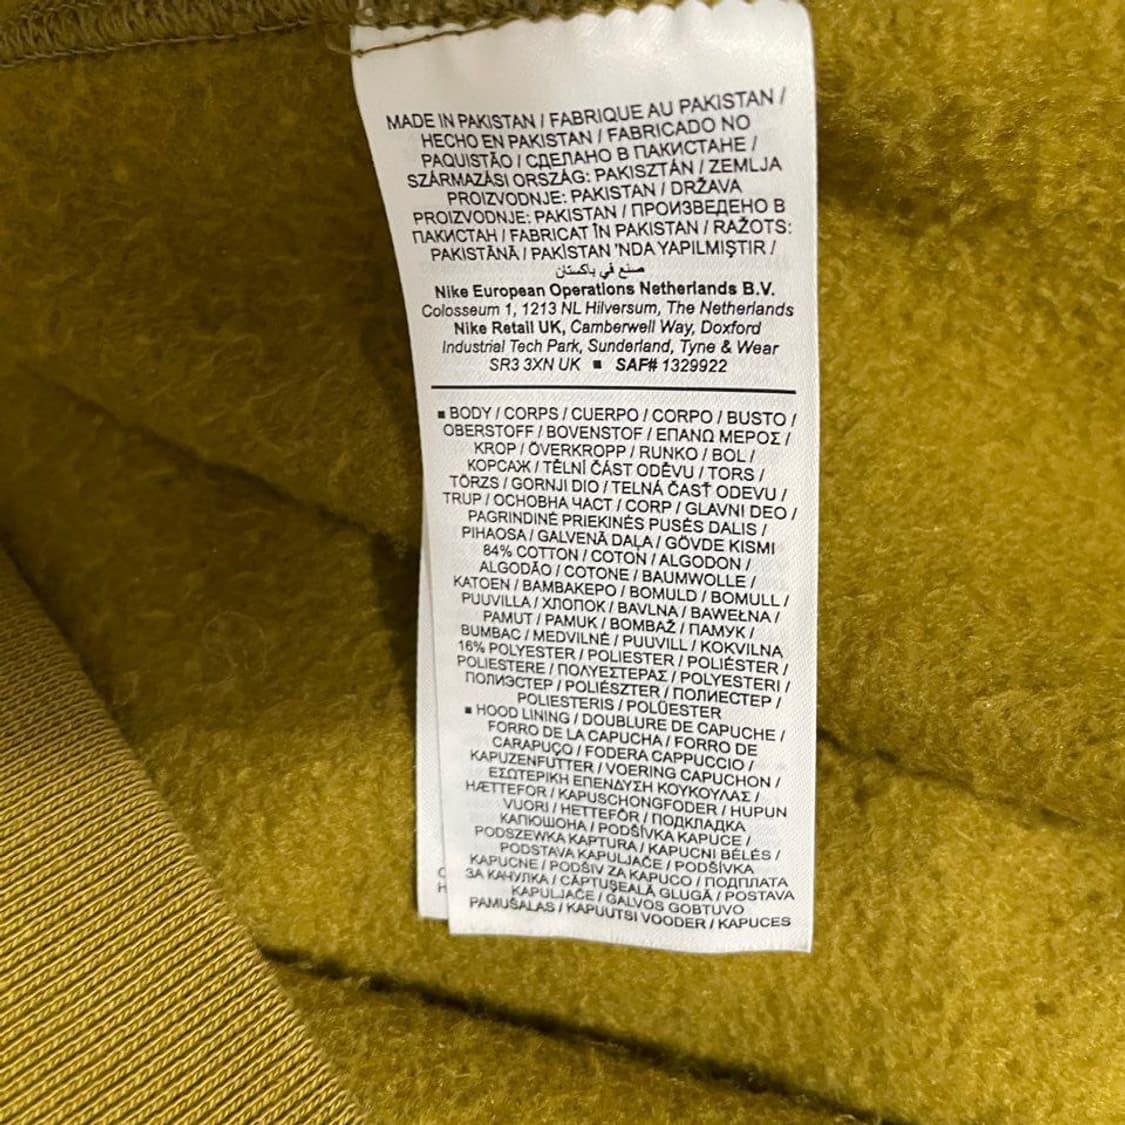 MADE IN PAKISTAN / FABRIQUE AU PAKISTAN /
HECHO EN PAKISTAN / FABRICADO NO
PAQUISTÃO / СДЕЛАНО В ПАКИСТАНЕ /
SZÁRMAZÁSI ORSZÁG: PAKISZTÁN / ZEMLJA
PROIZVODNJE: PAKISTAN / DRŽAVA
PROIZVODNJE: PAKISTAN / ПРОИЗВЕДЕНО В
ПАКИСТАН / FABRICAT ÎN PAKISTAN / RAŽOTS:
PAKISTĀNĀ / PAKİSTAN 'NDA YAPILMIŞTIR /
صنع في باكستان
Nike European Operations Netherlands B.V.
Colosseum 1, 1213 NL Hilversum, The Netherlands
Nike Retail UK, Camberwell Way, Doxford
Industrial Tech Park, Sunderland, Tyne & Wear
SR3 3XN UK ▪ SAF# 1329922
▪ BODY / CORPS / CUERPO / CORPO / BUSTO /
OBERSTOFF / BOVENSTOF / ΕΠΑΝΩ ΜΕΡΟΣ /
KROP / ÖVERKROPP / RUNKO / BOL /
КОРСАЖ / TĚLNÍ ČÁST ODĚVU / TORS /
TÖRZS / GORNJI DIO / TELNÁ ČASŤ ODEVU /
TRUP / ОСНОВНА ЧАСТ / CORP / GLAVNI DEO /
PAGRINDINĖ PRIEKINĖS PUSĖS DALIS /
PIHAOSA / GALVENĀ DAĻA / GÖVDE KISMI
84% COTTON / COTON / ALGODON /
ALGODÃO / COTONE / BAUMWOLLE /
KATOEN / ΒΑΜΒΑΚΕΡΟ / BOMULD / BOMULL /
PUUVILLA / ХЛОПОК / BAVLNA / BAWEŁNA /
PAMUT / PAMUK / BOMBAŽ / ПАМУК /
BUMBAC / MEDVILNĖ / PUUVILL / KOKVILNA
16% POLYESTER / POLIESTER / POLIÉSTER /
POLIESTERE / ΠΟΛΥΕΣΤΕΡΑΣ / POLYESTERI /
ПОЛИЭСТЕР / POLIÉSZTER / ПОЛИЕСТЕР /
POLIESTERIS / POLÜESTER
▪ HOOD LINING / DOUBLURE DE CAPUCHE /
FORRO DE LA CAPUCHA / FORRO DE
CARAPUÇO / FODERA CAPPUCCIO /
KAPUZENFUTTER / VOERING CAPUCHON /
ΕΣΩΤΕΡΙΚΗ ΕΠΕΝΔΥΣΗ ΚΟΥΚΟΥΛΑΣ /
HÆTTEFOR / KAPUSCHONGFODER / HUPUN
VUORI / HETTEFÔR / ПОДКЛАДКА
КАПЮШОНА / PODŠÍVKA KAPUCE /
PODSZEWKA KAPTURA / KAPUCNI BÉLÉS /
PODSTAVA KAPULJAČE / PODŠÍVKA
KAPUCNE / PODŠIV ZA KAPUCO / ПОДПЛАТА
ЗА КАЧУЛКА / CĂPTUȘEALĂ GLUGĂ / POSTAVA
KAPULJAČE / GALVOS GOBTUVO
PAMUŠALAS / KAPUUTSI VOODER / KAPUCES